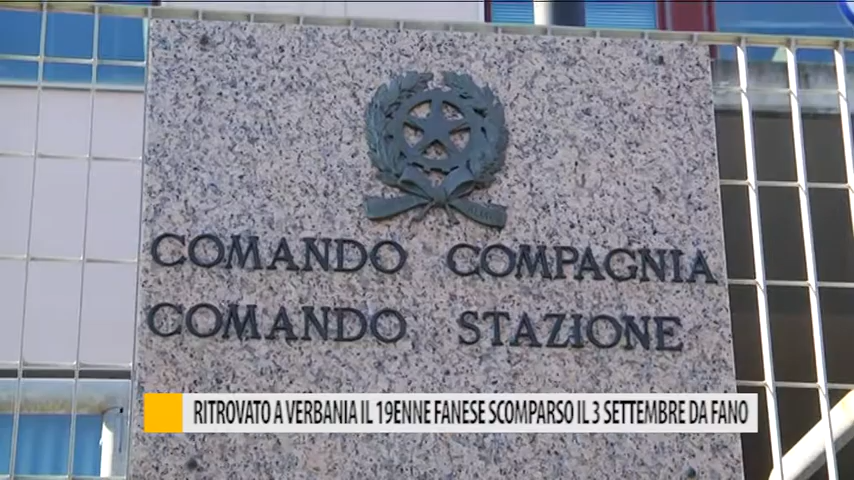 COMANDO COMPAGNIA
COMANDO STAZIONE
RITROVATO A VERBANIA IL 19ENNE FANESE SCOMPARSO IL 3 SETTEMBRE DA FANO